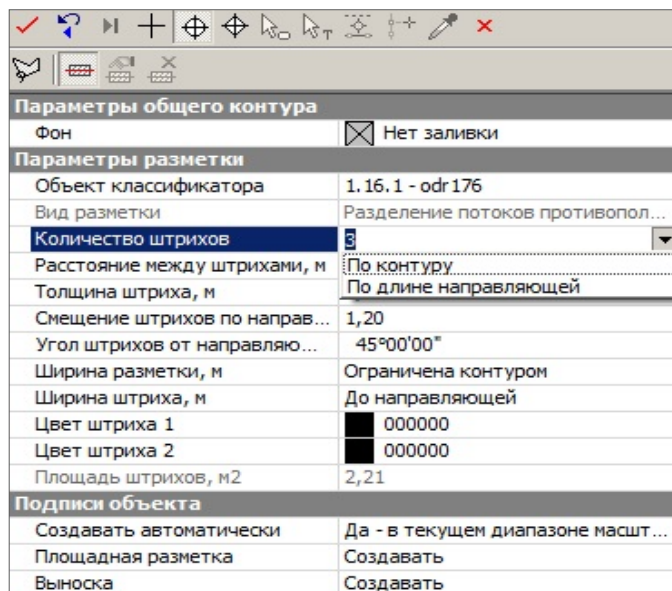 Параметры общего контура
Фон Нет заливки
Параметры разметки
Объект классификатора 1.16.1 - odr176
Вид разметки Разделение потоков противопол...
Количество штрихов 3
Расстояние между штрихами, м По контуру
Толщина штриха, м По длине направляющей
Смещение штрихов по направ... 1,20
Угол штрихов от направляю... 45°00'00"
Ширина разметки, м Ограничена контуром
Ширина штриха, м До направляющей
Цвет штриха 1 000000
Цвет штриха 2 000000
Площадь штрихов, м2 2,21
Подписи объекта
Создавать автоматически Да - в текущем диапазоне масшт...
Площадная разметка Создавать
Выноска Создавать